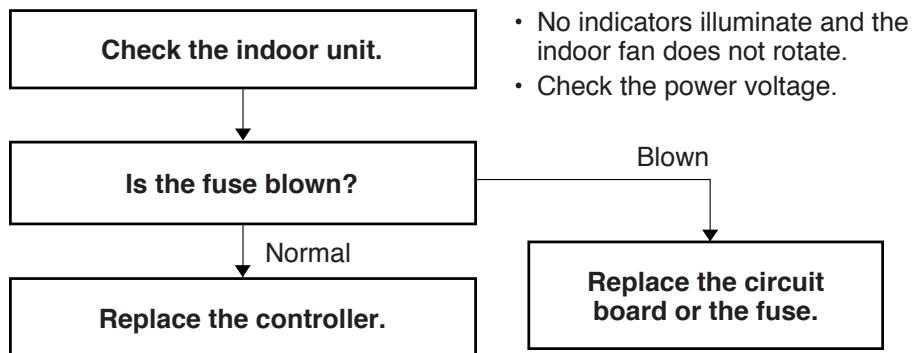 Check the indoor unit.
• No indicators illuminate and the
indoor fan does not rotate.
• Check the power voltage.
Is the fuse blown?
Blown
Normal
Replace the controller.
Replace the circuit
board or the fuse.